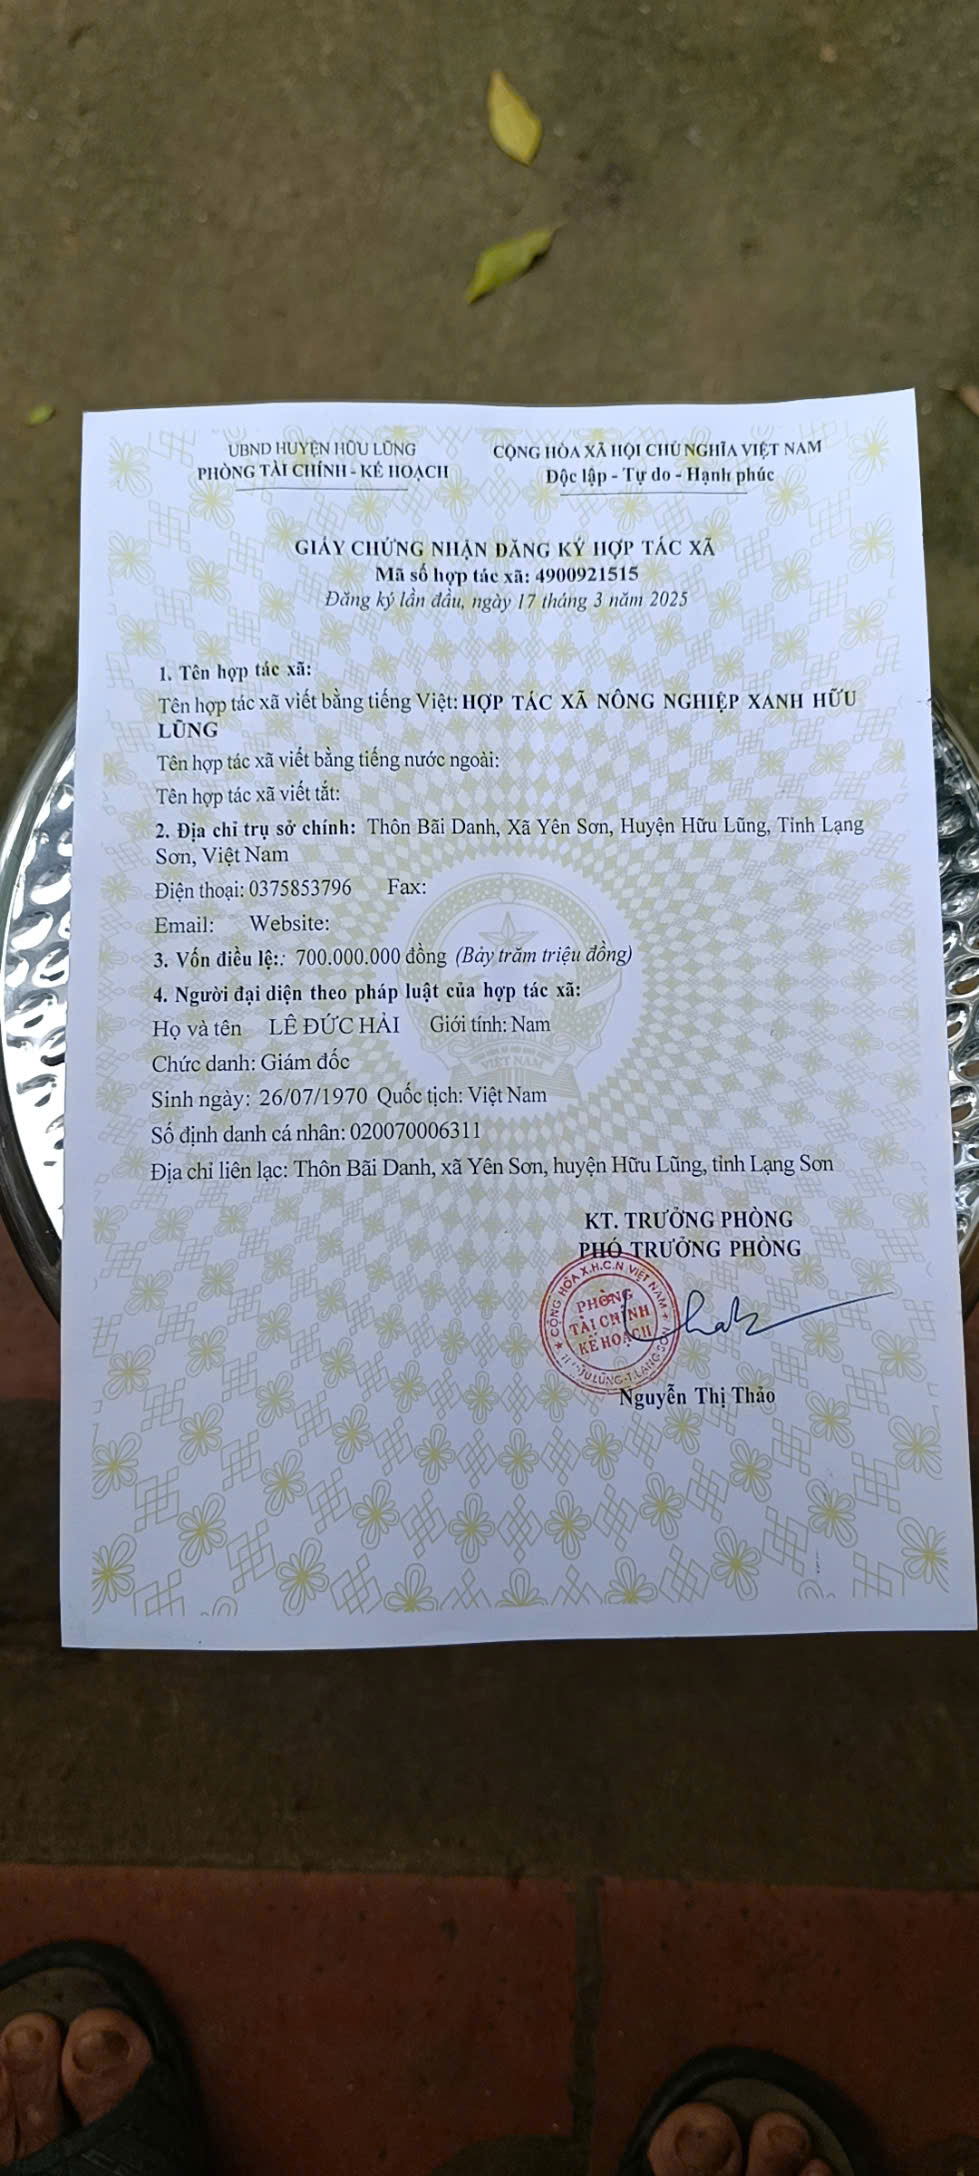 UBND HUYỆN HỮU LŨNG
PHÒNG TÀI CHÍNH - KẾ HOẠCH
CỘNG HÒA XÃ HỘI CHỦ NGHĨA VIỆT NAM
Độc lập - Tự do - Hạnh phúc
GIẤY CHỨNG NHẬN ĐĂNG KÝ HỢP TÁC XÃ
Mã số hợp tác xã: 4900921515
Đăng ký lần đầu, ngày 17 tháng 3 năm 2025
1. Tên hợp tác xã:
Tên hợp tác xã viết bằng tiếng Việt: HỢP TÁC XÃ NÔNG NGHIỆP XANH HỮU
LŨNG
Tên hợp tác xã viết bằng tiếng nước ngoài:
Tên hợp tác xã viết tắt:
2. Địa chỉ trụ sở chính: Thôn Bãi Danh, Xã Yên Sơn, Huyện Hữu Lũng, Tỉnh Lạng
Sơn, Việt Nam
Điện thoại: 0375853796 Fax:
Email: Website:
3. Vốn điều lệ:: 700.000.000 đồng (Bảy trăm triệu đồng)
4. Người đại diện theo pháp luật của hợp tác xã:
Họ và tên LÊ ĐỨC HẢI Giới tính: Nam
Chức danh: Giám đốc
Sinh ngày: 26/07/1970 Quốc tịch: Việt Nam
Số định danh cá nhân: 020070006311
Địa chỉ liên lạc: Thôn Bãi Danh, xã Yên Sơn, huyện Hữu Lũng, tỉnh Lạng Sơn
KT. TRƯỞNG PHÒNG
PHÓ TRƯỞNG PHÒNG
CỘNG HÒA X.H.C.N VIỆT NAM
PHÒNG
TÀI CHÍNH
KẾ HOẠCH
LŨNG-T.LẠNG SƠN
Nguyễn Thị Thảo
VIỆT NAM